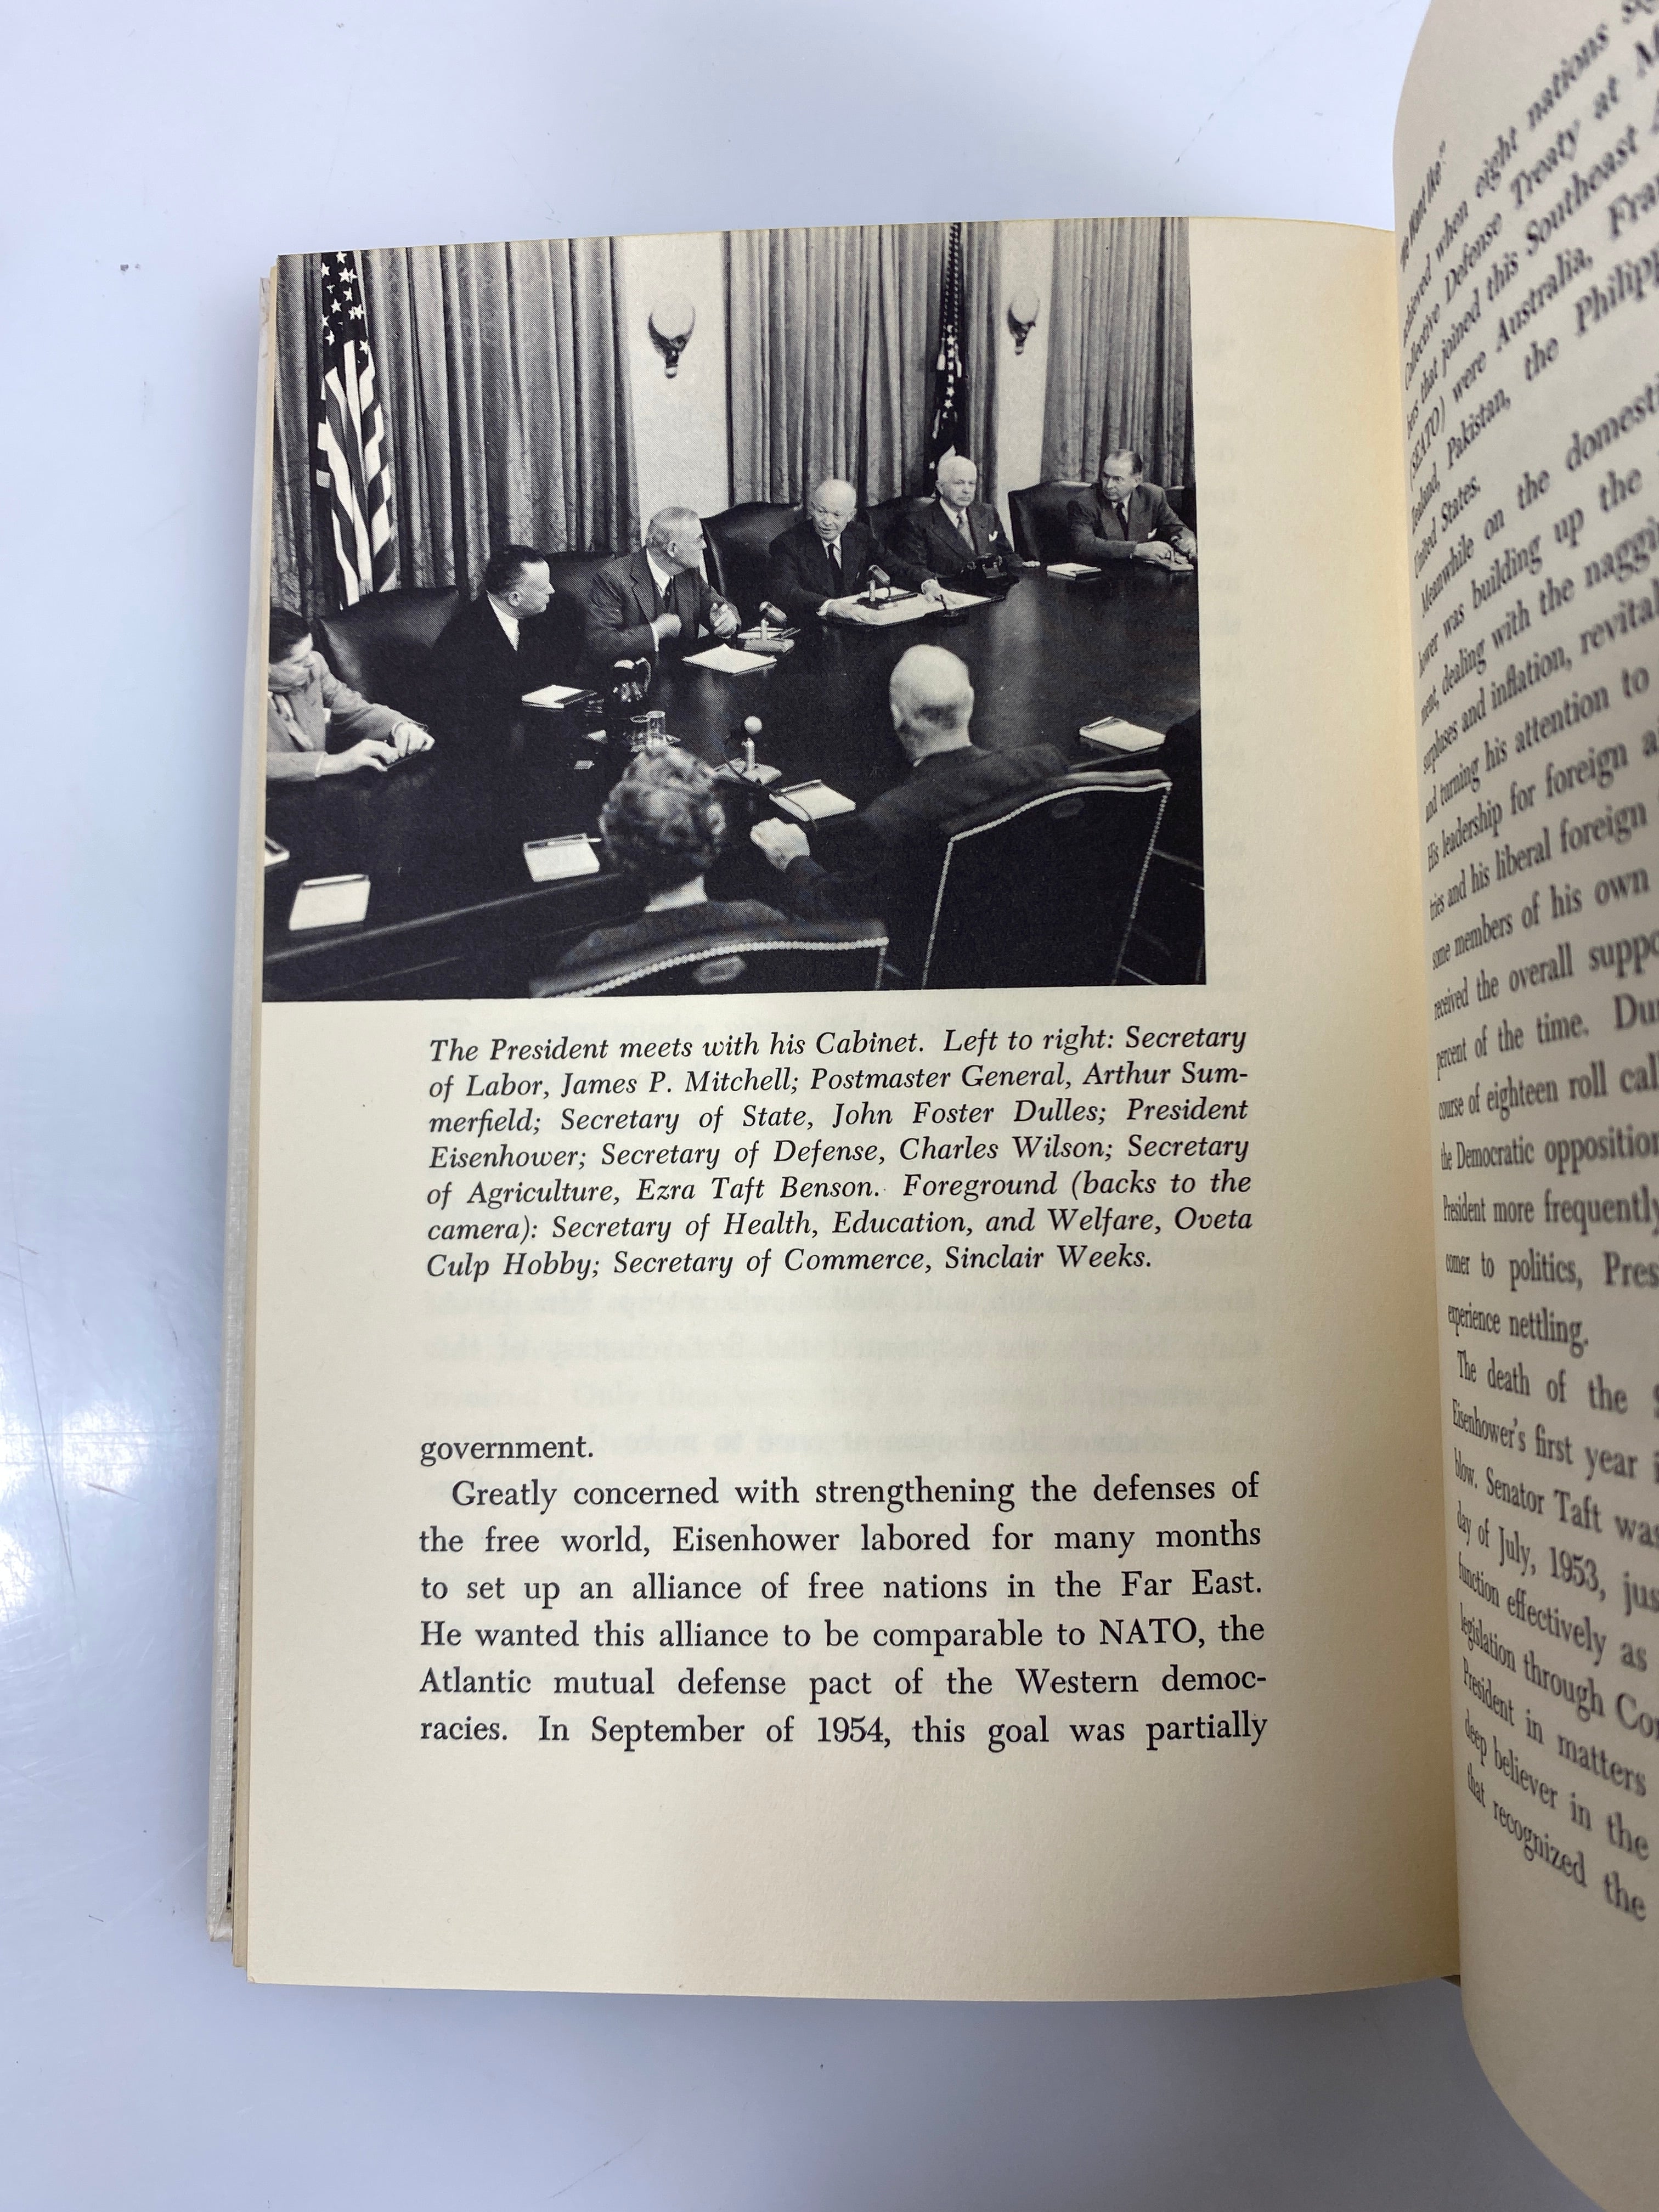 The President meets with his Cabinet. Left to right: Secretary
of Labor, James P. Mitchell; Postmaster General, Arthur Sum-
merfield; Secretary of State, John Foster Dulles; President
Eisenhower; Secretary of Defense, Charles Wilson; Secretary
of Agriculture, Ezra Taft Benson. Foreground (backs to the
camera): Secretary of Health, Education, and Welfare, Oveta
Culp Hobby; Secretary of Commerce, Sinclair Weeks.
government.
Greatly concerned with strengthening the defenses of
the free world, Eisenhower labored for many months
to set up an alliance of free nations in the Far East.
He wanted this alliance to be comparable to NATO, the
Atlantic mutual defense pact of the Western democ-
racies. In September of 1954, this goal was partially
We Want Ike!"
achieved when eight nations
Collective Defense Treaty at
that joined this Southeast
(SEATO) were Australia,
Zealand, Pakistan, the
United States.
Meanwhile on the
was building up the
ment, dealing with the
surpluses and inflation,
and turning his attention to
His leadership for foreign
tries and his liberal foreign
some members of his own
received the overall
percent of the time.
course of eighteen roll
the Democratic opposition
President more frequently
comer to politics,
experience nettling.
The death of the
Eisenhower's first year
blow. Senator Taft was
day of July, 1953,
function effectively as
legislation through
President in matters
deep believer in the
that recognized the